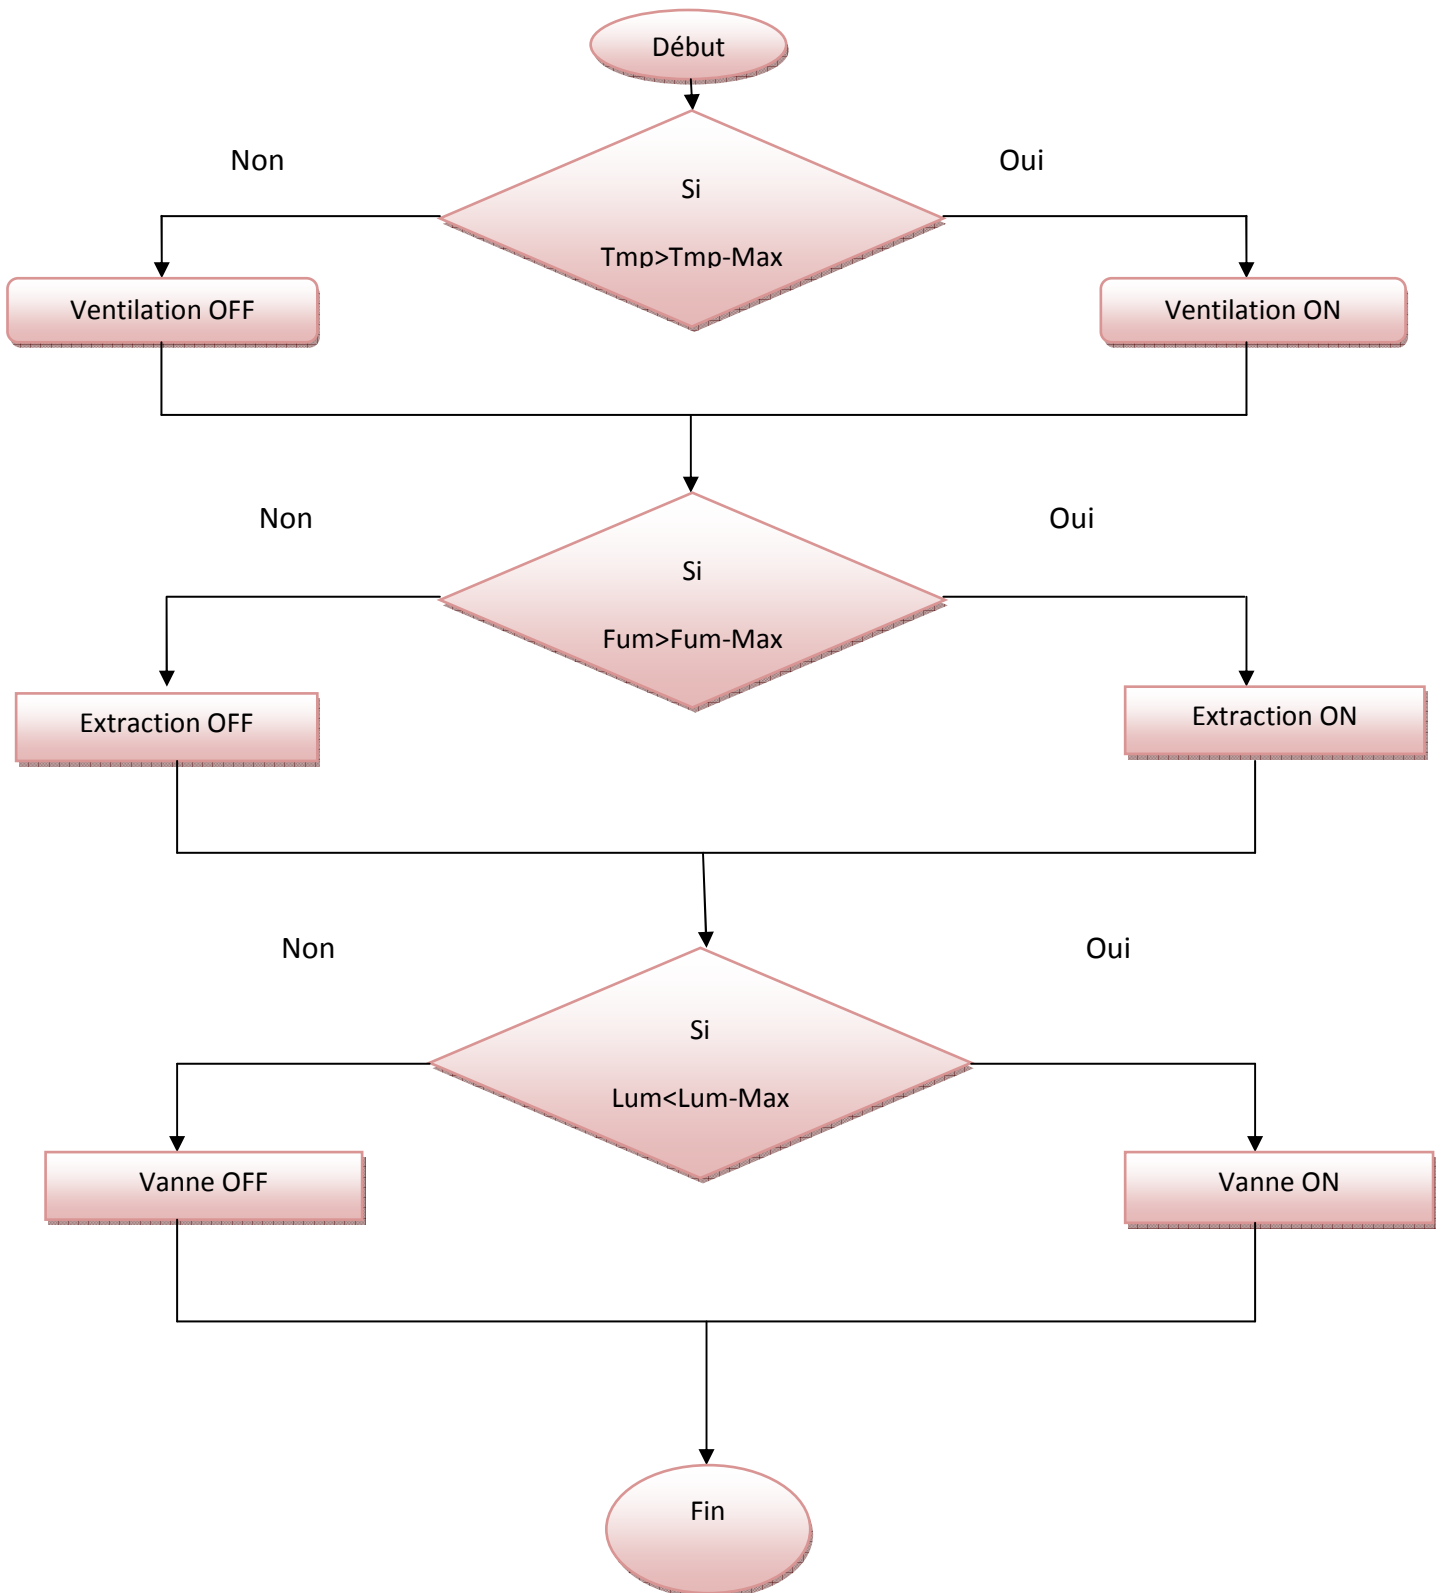 Début
Non
Oui
Si
Tmp>Tmp-Max
Ventilation OFF
Ventilation ON
Non
Oui
Si
Fum>Fum-Max
Extraction OFF
Extraction ON
Non
Oui
Si
Lum<Lum-Max
Vanne OFF
Vanne ON
Fin